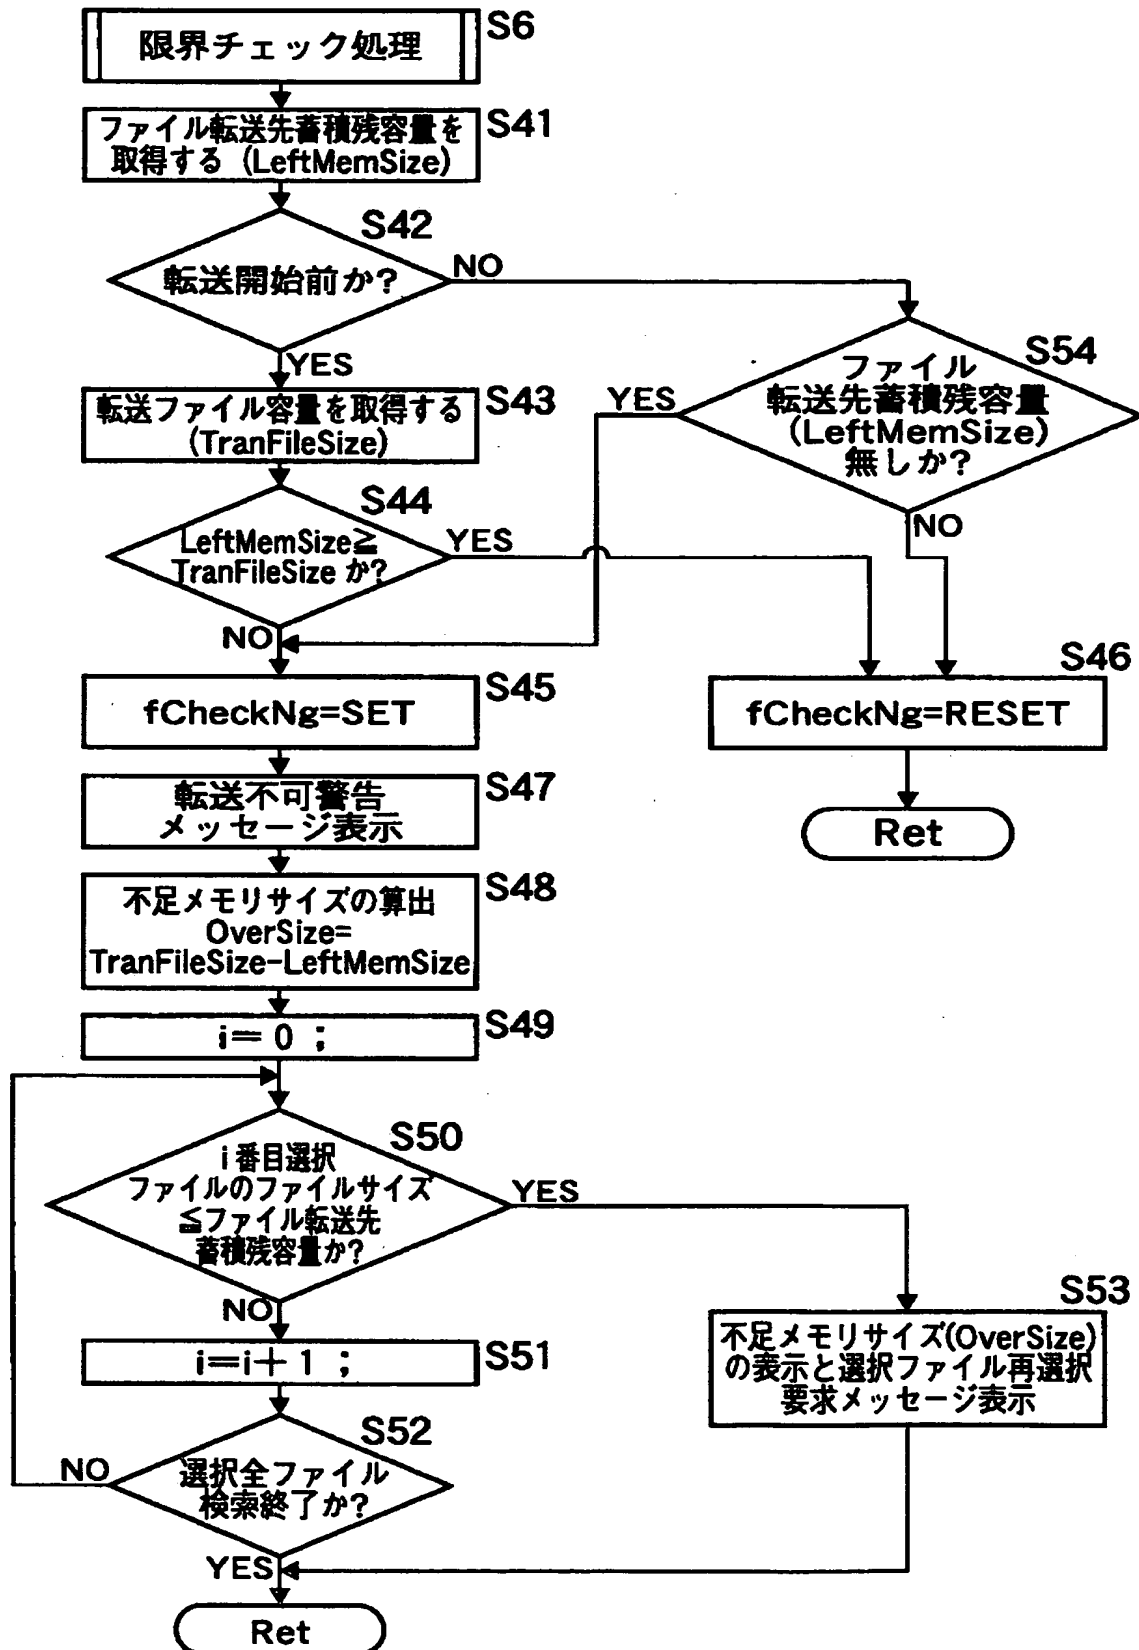 限界チェック処理
S6
ファイル転送先蓄積残容量を
取得する (LeftMemSize)
S41
S42
転送開始前か?
NO
YES
S54
ファイル
転送先蓄積残容量
(LeftMemSize)
無しか?
YES
NO
転送ファイル容量を取得する
(TranFileSize)
S43
S44
LeftMemSize≧
TranFileSize か?
YES
NO
fCheckNg=SET
S45
S46
fCheckNg=RESET
Ret
転送不可警告
メッセージ表示
S47
不足メモリサイズの算出
OverSize=
TranFileSize-LeftMemSize
S48
i= 0 ;
S49
S50
i 番目選択
ファイルのファイルサイズ
≦ファイル転送先
蓄積残容量か?
YES
NO
S53
不足メモリサイズ(OverSize)
の表示と選択ファイル再選択
要求メッセージ表示
i=i+ 1 ;
S51
S52
選択全ファイル
検索終了か?
NO
YES
Ret